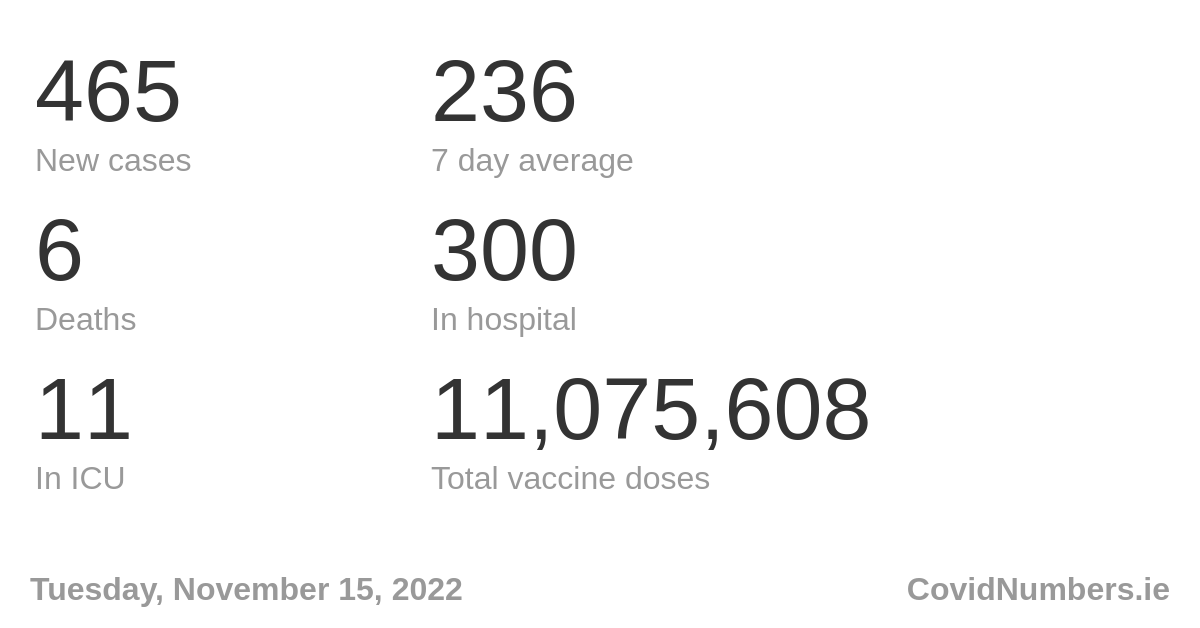 465 236
New cases 7 day average
6 300
Deaths In hospital
11 11,075,608
In ICU Total vaccine doses
Tuesday, November 15, 2022 CovidNumbers.ie